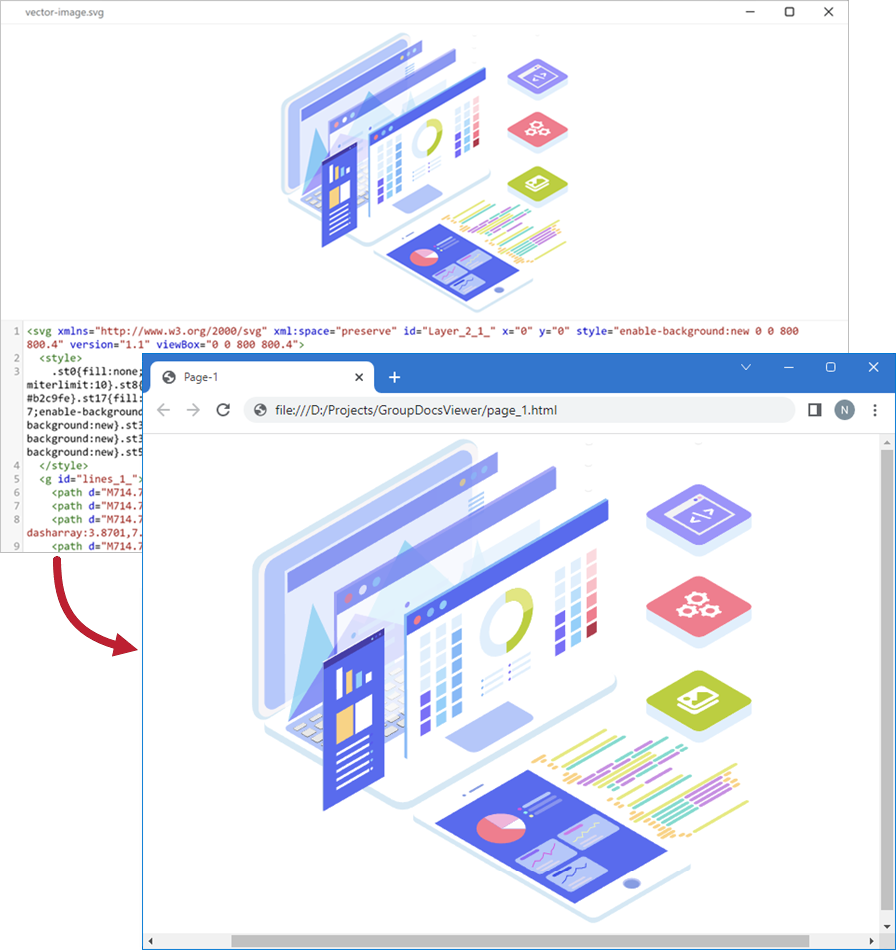 vector-image.svg
1 <svg xmlns="http://www.w3.org/2000/svg" xml:space="preserve" id="Layer_2_1_" x="0" y="0" style="enable-background:new 0 0 800
800.4" version="1.1" viewBox="0 0 800 800.4">
2 <style>
3 .st0{fill:none;
miterlimit:10}.st8{
#b2c9fe}.st17{fill:
7;enable-background
background:new}.st3
background:new}.st3
background:new}.st5
4 </style>
5 <g id="lines_1_">
6 <path d="M714.7
7 <path d="M714.7
8 <path d="M714.7
dasharray:3.8701,7.
9 <path d="M714.7
Page-1
file:///D:/Projects/GroupDocsViewer/page_1.html
N